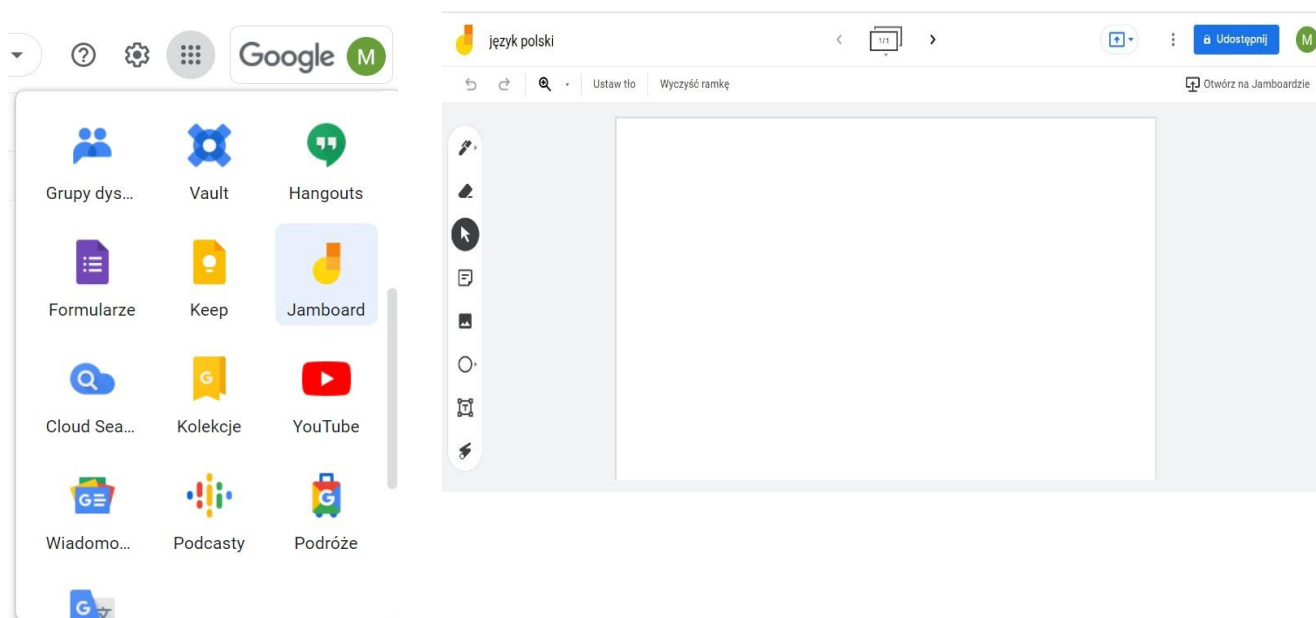 Google M
Grupy dys... Vault Hangouts
Formularze Keep Jamboard
Cloud Sea... Kolekcje YouTube
Wiadomo... Podcasty Podróże
język polski 1/1 Udostępnij M
Ustaw tło Wyczyść ramkę Otwórz na Jamboardzie